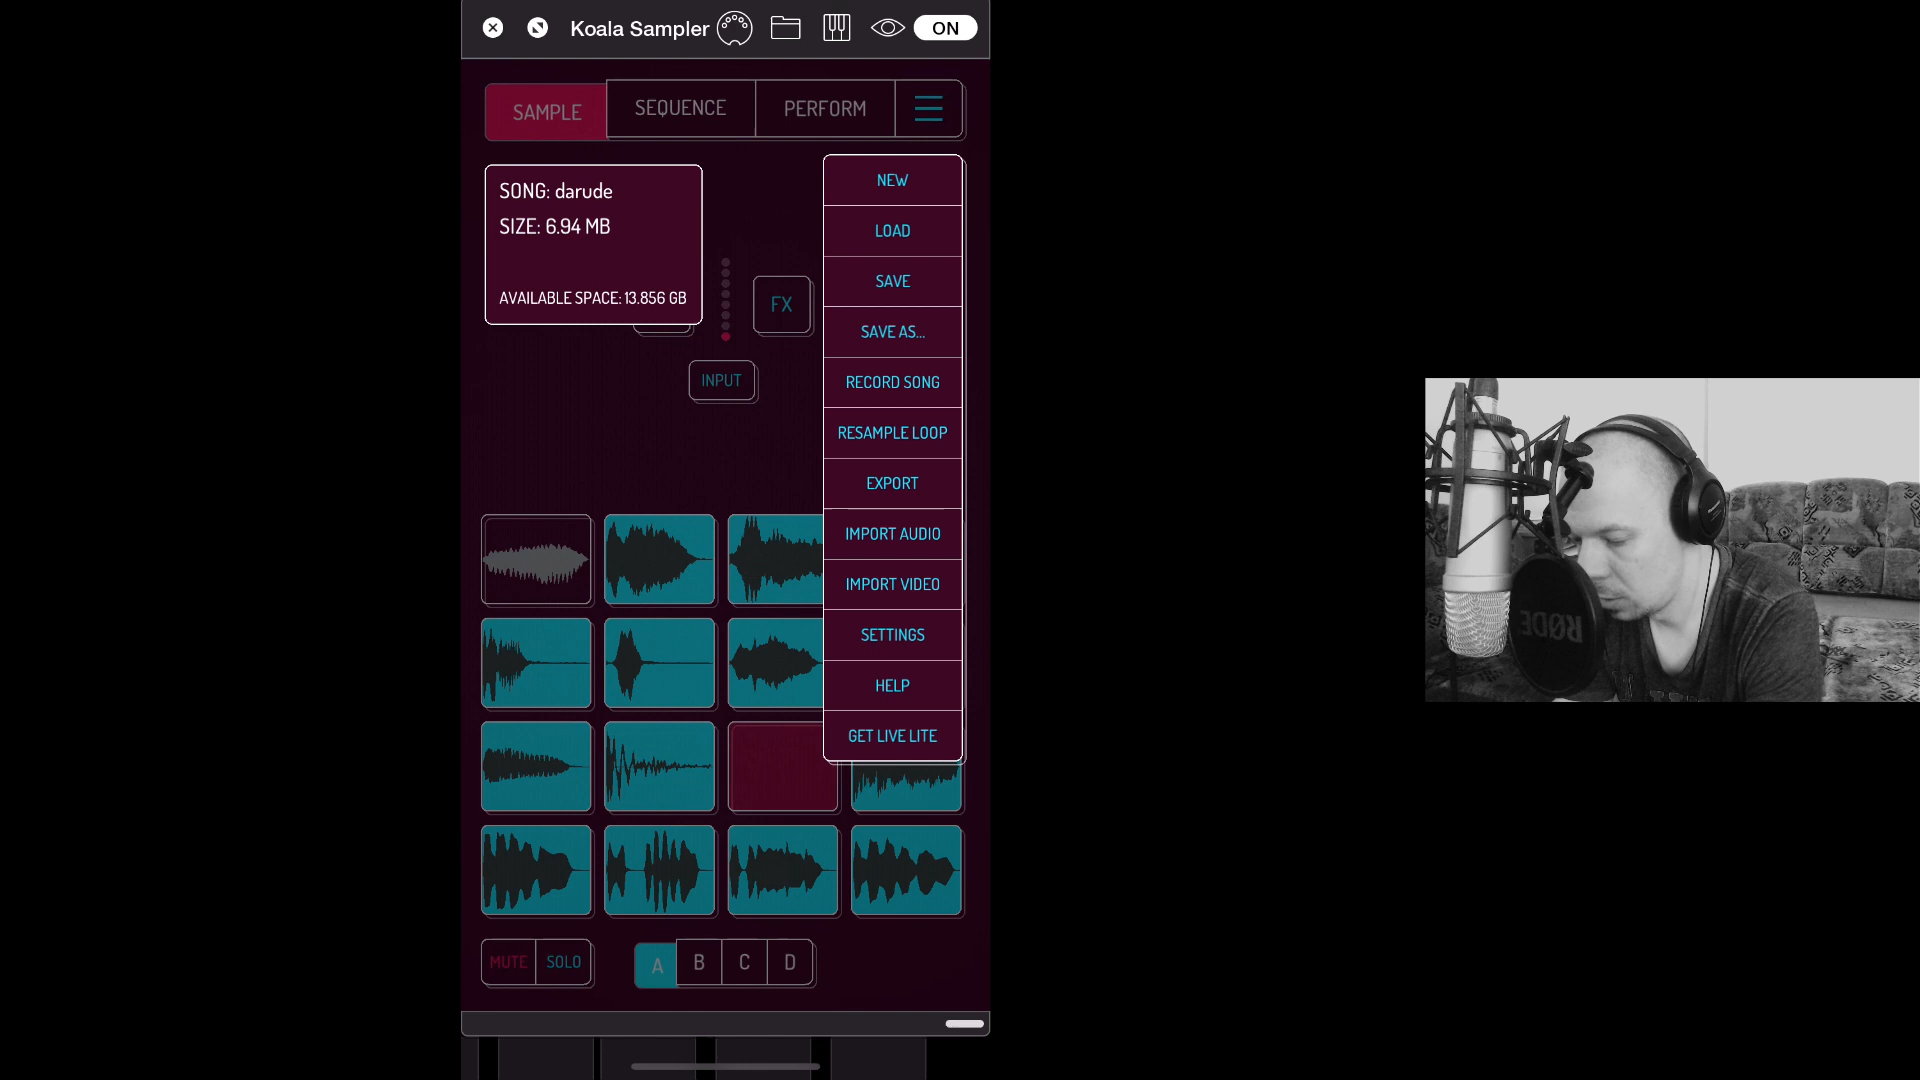 Koala Sampler
ON
SAMPLE
SEQUENCE
PERFORM
SONG: darude
SIZE: 6.94 MB
AVAILABLE SPACE: 13.856 GB
FX
INPUT
NEW
LOAD
SAVE
SAVE AS...
RECORD SONG
RESAMPLE LOOP
EXPORT
IMPORT AUDIO
IMPORT VIDEO
SETTINGS
HELP
GET LIVE LITE
MUTE
SOLO
A
B
C
D
RØDE